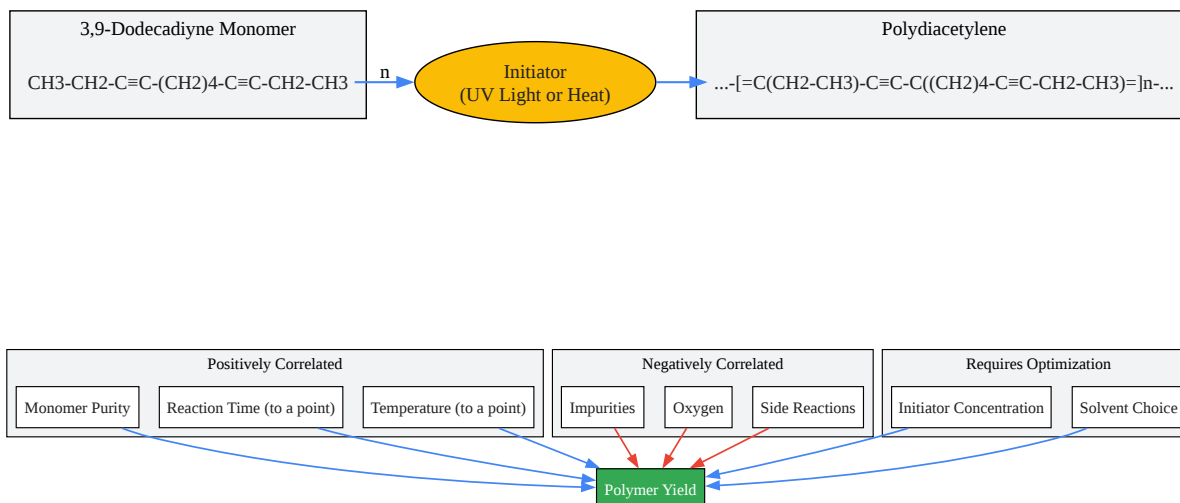 3,9-Dodecadiyne Monomer
CH3-CH2-C≡C-(CH2)4-C≡C-CH2-CH3
n
Initiator
(UV Light or Heat)
Polydiacetylene
...-[=C(CH2-CH3)-C≡C-C((CH2)4-C≡C-CH2-CH3)=]n-...
Positively Correlated
Monomer Purity
Reaction Time (to a point)
Temperature (to a point)
Negatively Correlated
Impurities
Oxygen
Side Reactions
Requires Optimization
Initiator Concentration
Solvent Choice
Polymer Yield